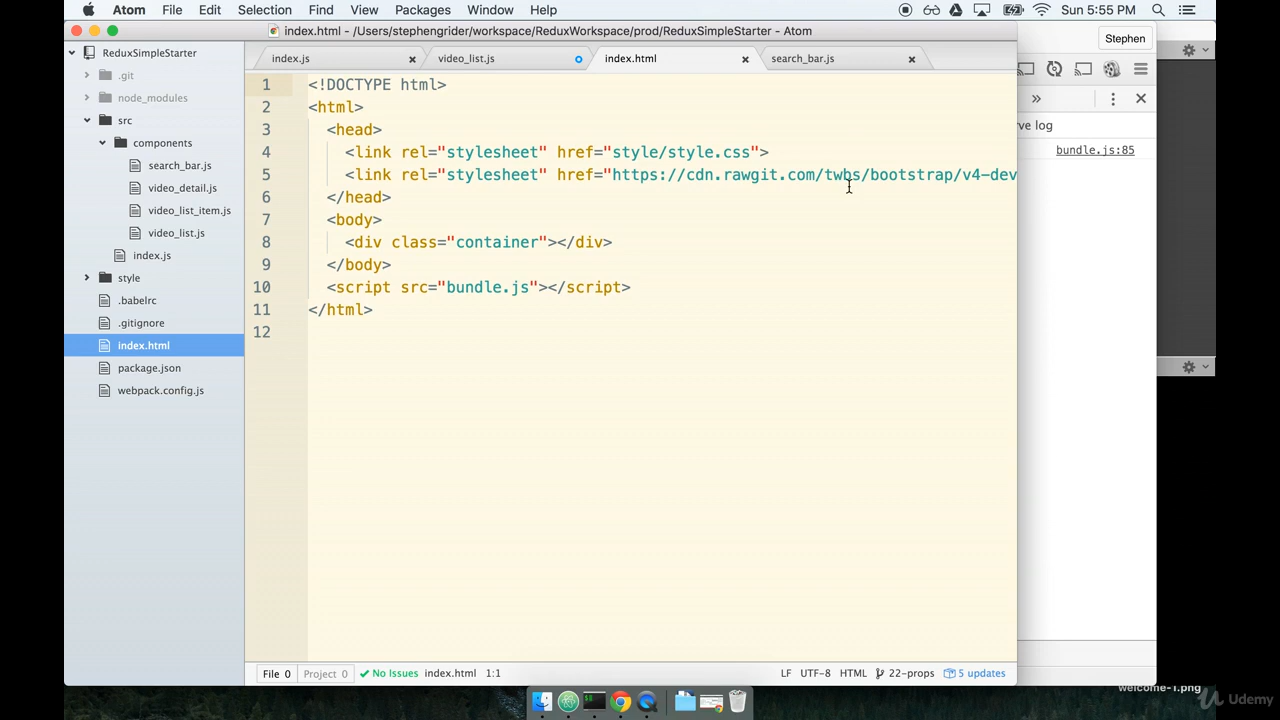 Atom File Edit Selection Find View Packages Window Help Sun 5:55 PM
index.html - /Users/stephengrider/workspace/ReduxWorkspace/prod/ReduxSimpleStarter - Atom
Stephen
ReduxSimpleStarter
.git
node_modules
src
components
search_bar.js
video_detail.js
video_list_item.js
video_list.js
index.js
style
.babelrc
.gitignore
index.html
package.json
webpack.config.js
index.js video_list.js index.html search_bar.js
1 <!DOCTYPE html>
2 <html>
3 <head>
4 <link rel="stylesheet" href="style/style.css">
5 <link rel="stylesheet" href="https://cdn.rawgit.com/twbs/bootstrap/v4-dev
6 </head>
7 <body>
8 <div class="container"></div>
9 </body>
10 <script src="bundle.js"></script>
11 </html>
12
rve log
bundle.js:85
File 0 Project 0 No Issues index.html 1:1 LF UTF-8 HTML 22-props 5 updates
welcome-1.png
Udemy